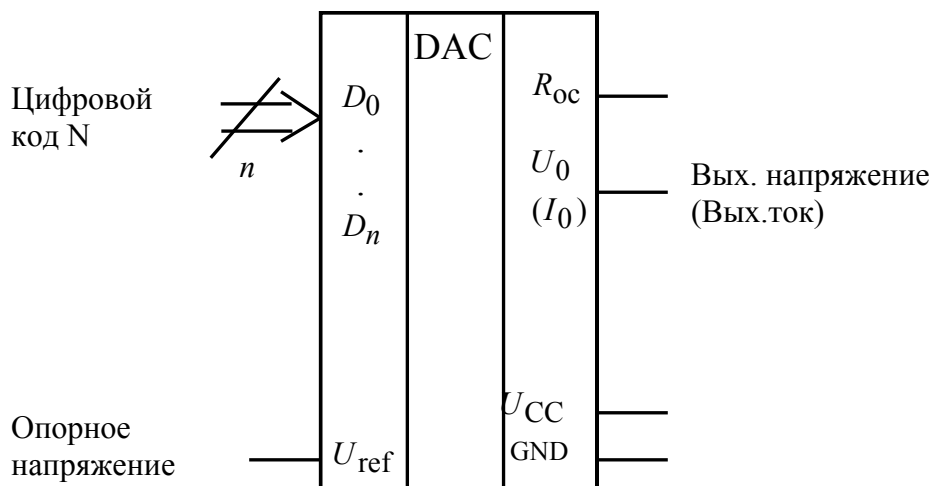 DAC
Цифровой
код N
n
D0
.
.
Dn
Roc
U0
(I0)
Вых. напряжение
(Вых.ток)
UCC
GND
Опорное
напряжение
Uref